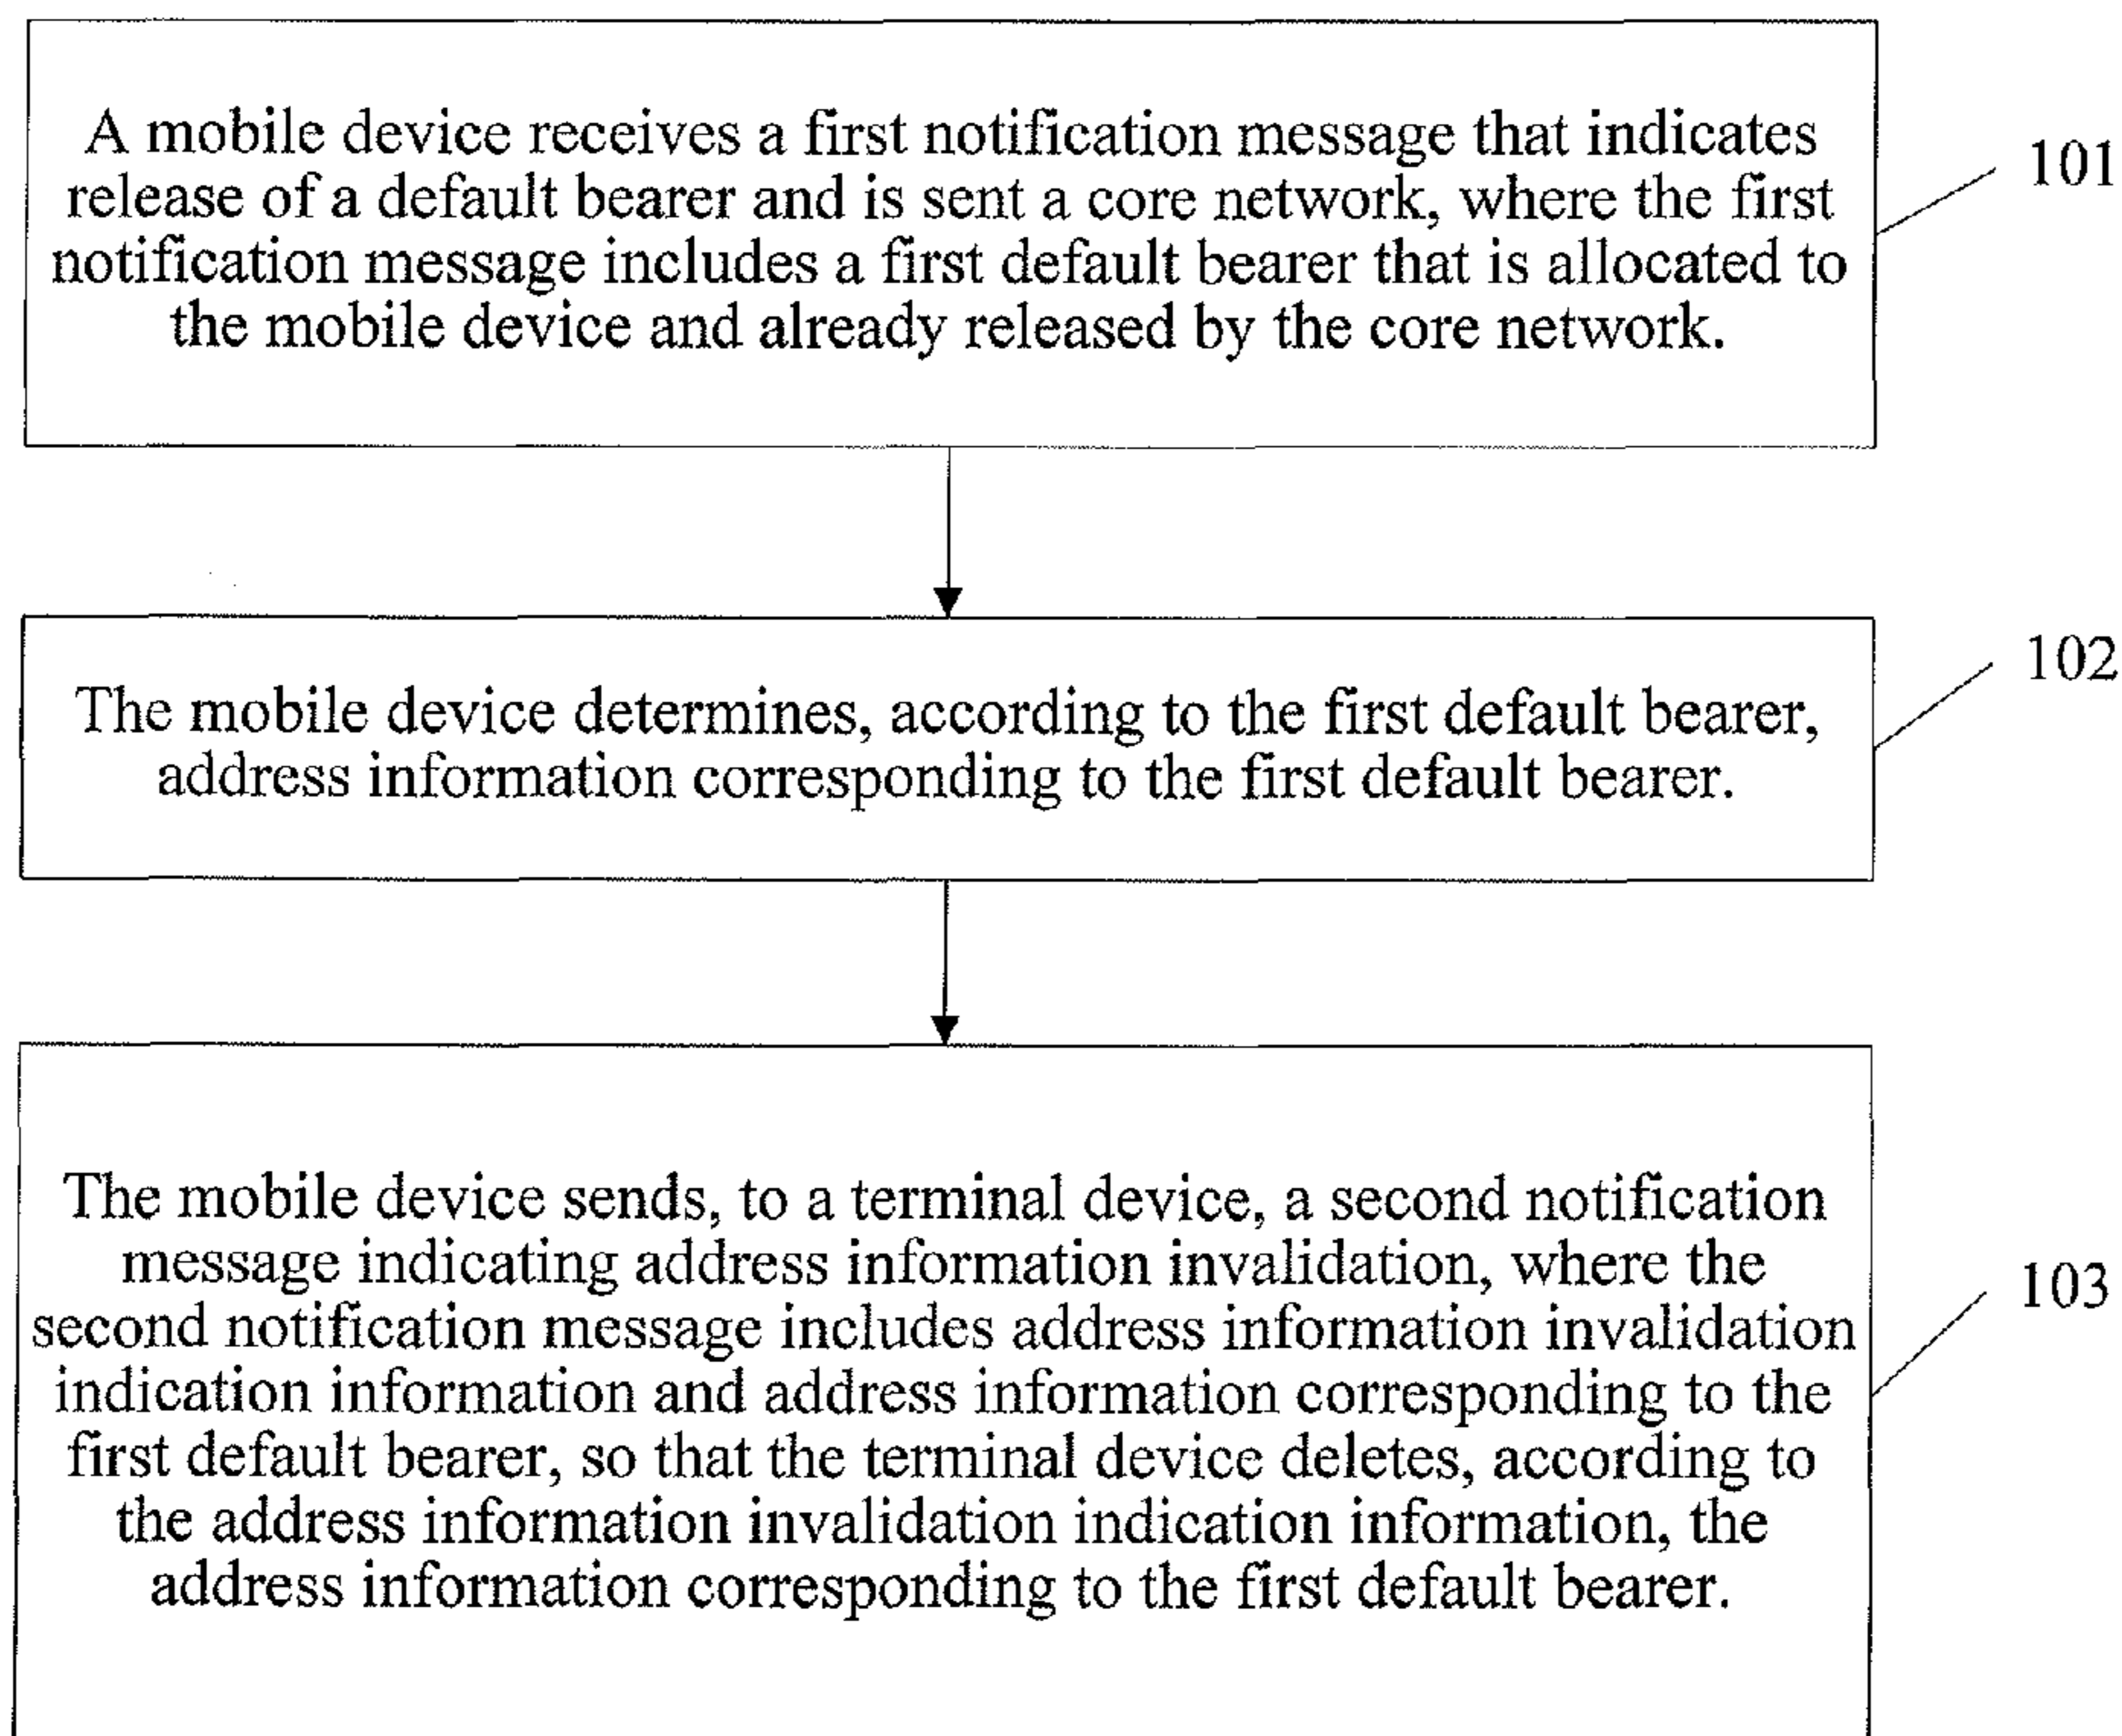 A mobile device receives a first notification message that indicates
release of a default bearer and is sent a core network, where the first
notification message includes a first default bearer that is allocated to
the mobile device and already released by the core network.
101
The mobile device determines, according to the first default bearer,
address information corresponding to the first default bearer.
102
The mobile device sends, to a terminal device, a second notification
message indicating address information invalidation, where the
second notification message includes address information invalidation
indication information and address information corresponding to the
first default bearer, so that the terminal device deletes, according to
the address information invalidation indication information, the
address information corresponding to the first default bearer.
103